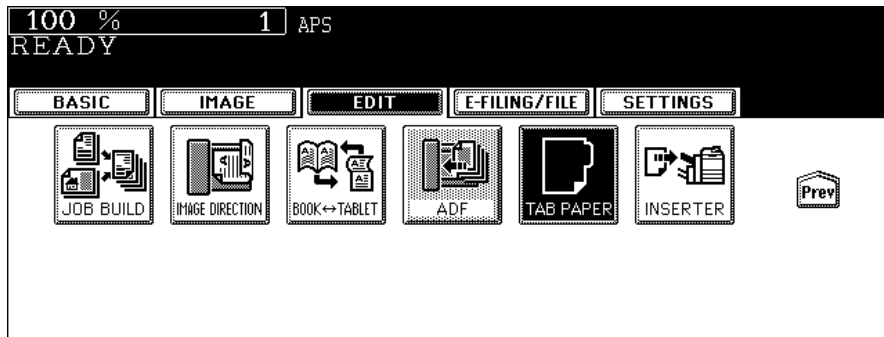 100 % 1 APS
READY
BASIC IMAGE EDIT E-FILING/FILE SETTINGS
JOB BUILD IMAGE DIRECTION BOOK↔TABLET ADF TAB PAPER INSERTER
Prev